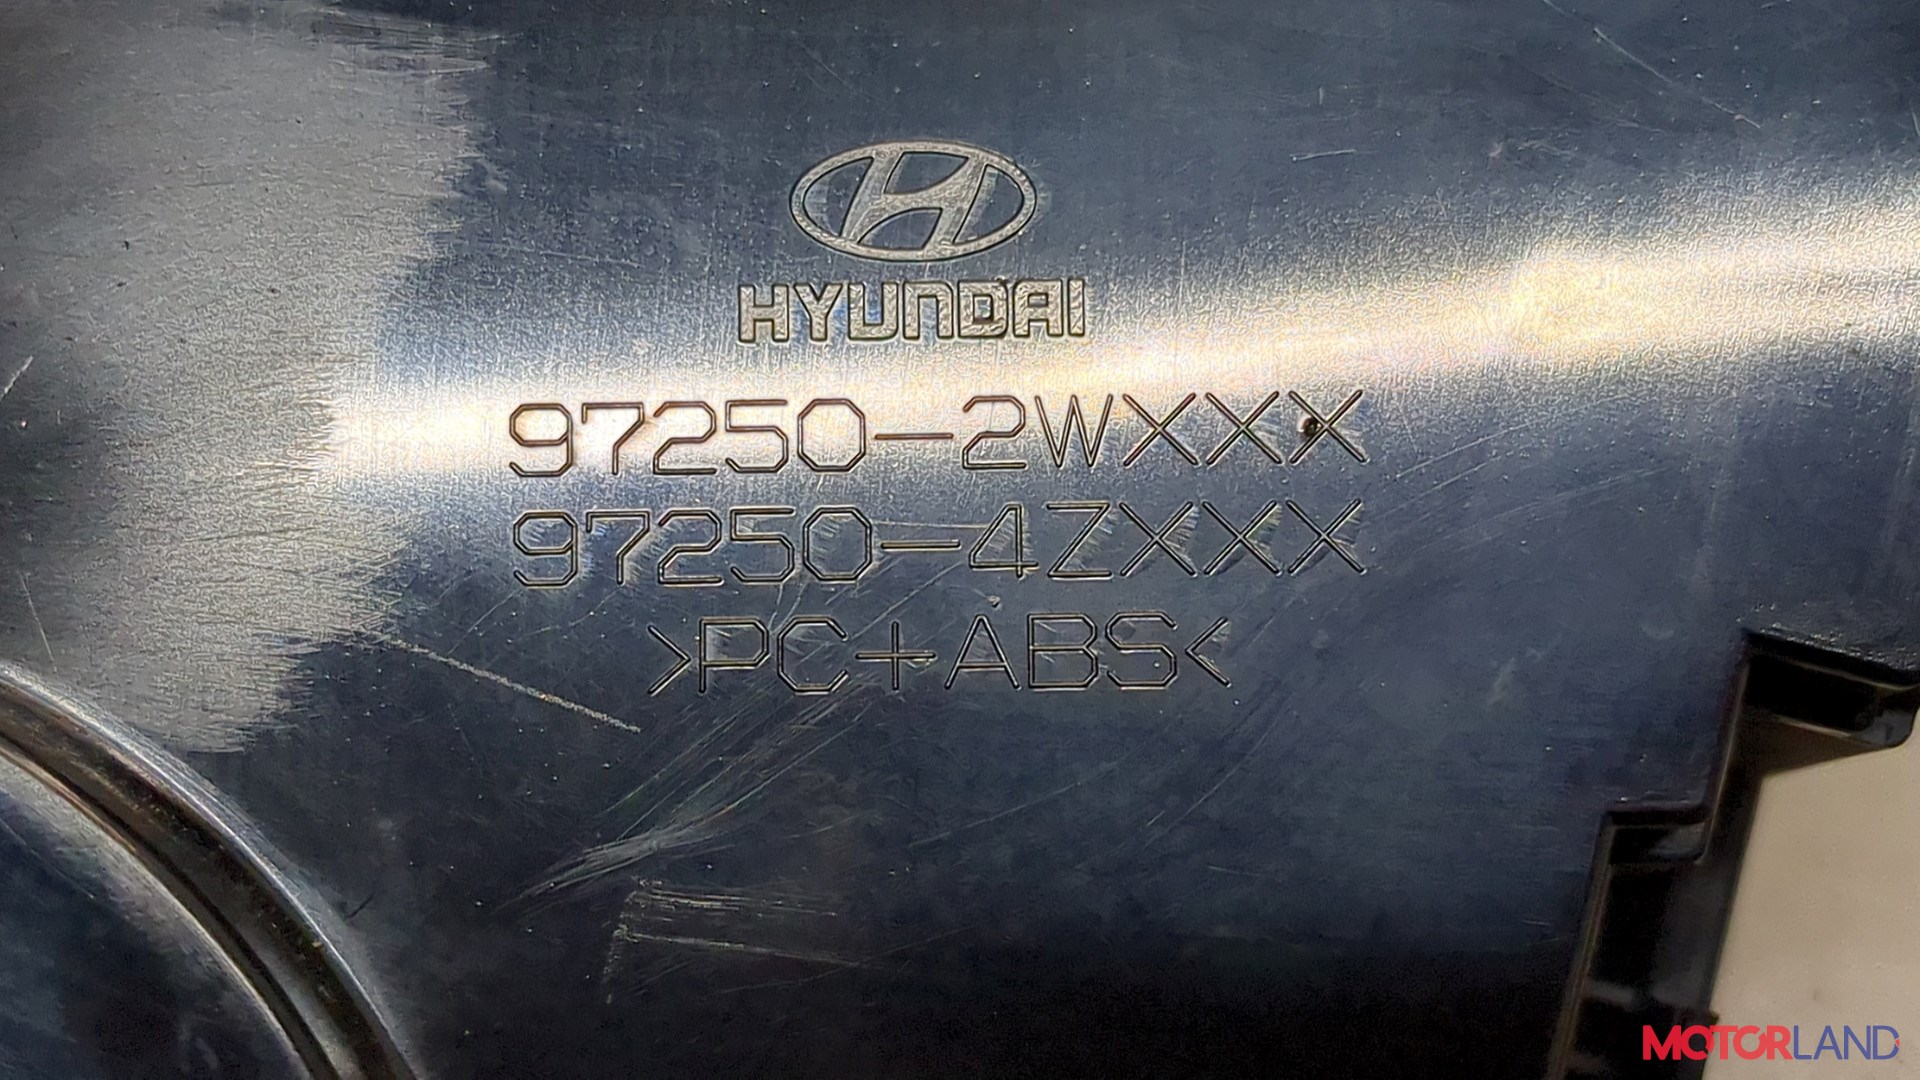 HYUNDAI
97250-2WXXX
97250-4ZXXX
>PC+ABS<
MOTORLAND